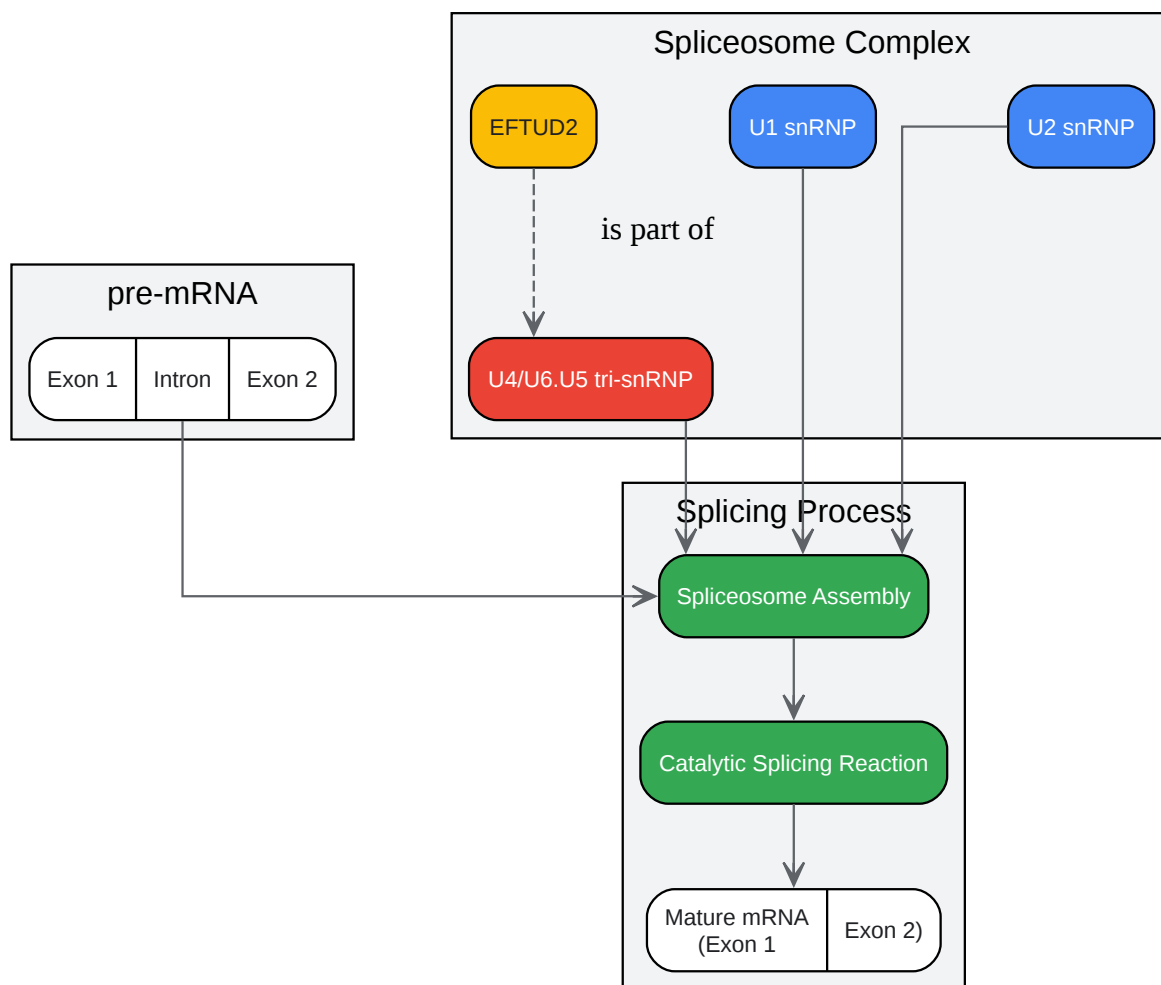 Spliceosome Complex
EFTUD2
U1 snRNP
U2 snRNP
is part of
pre-mRNA
Exon 1
Intron
Exon 2
U4/U6.U5 tri-snRNP
Splicing Process
Spliceosome Assembly
Catalytic Splicing Reaction
Mature mRNA
(Exon 1
Exon 2)